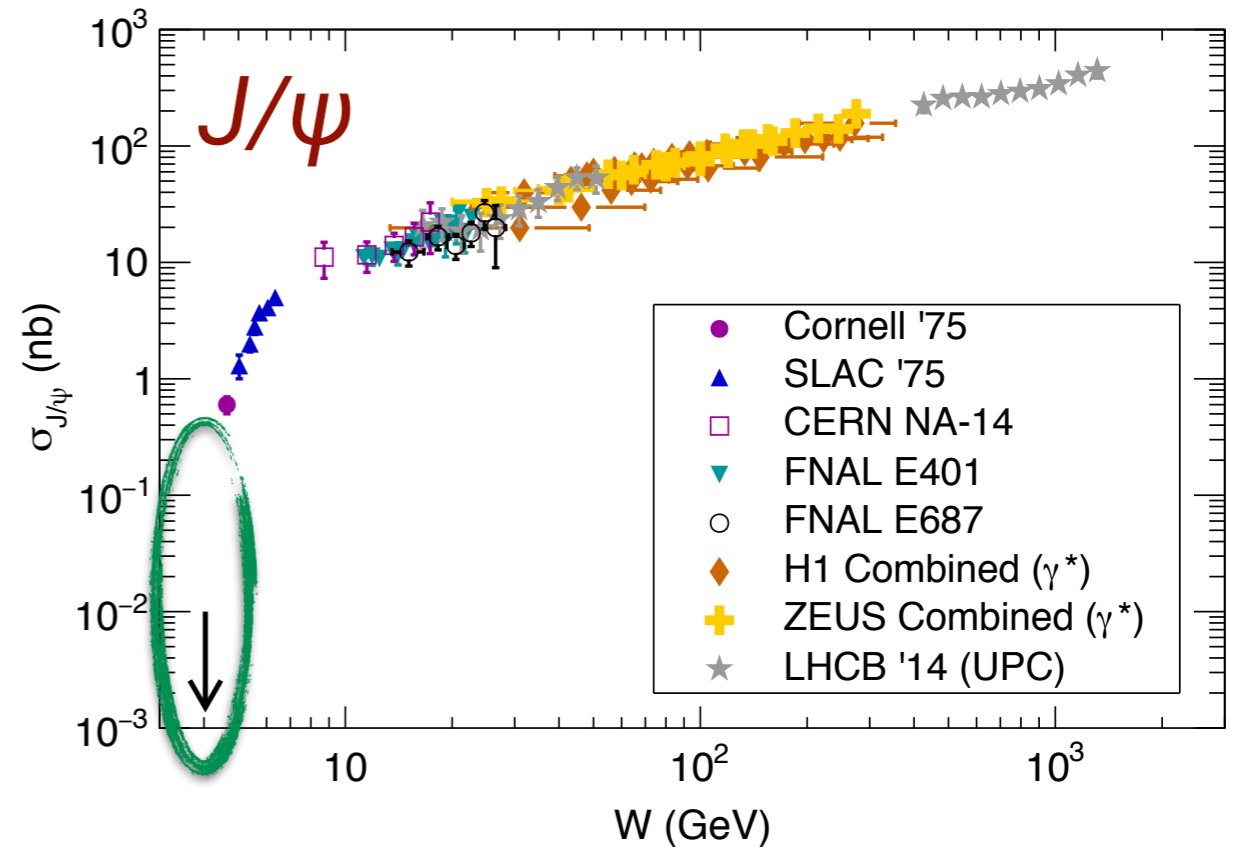 J/ψ
10³
10²
10
1
10⁻¹
10⁻²
10⁻³
σ_J/ψ (nb)
Cornell '75
SLAC '75
CERN NA-14
FNAL E401
FNAL E687
H1 Combined (γ*)
ZEUS Combined (γ*)
LHCB '14 (UPC)
10 10² 10³
W (GeV)